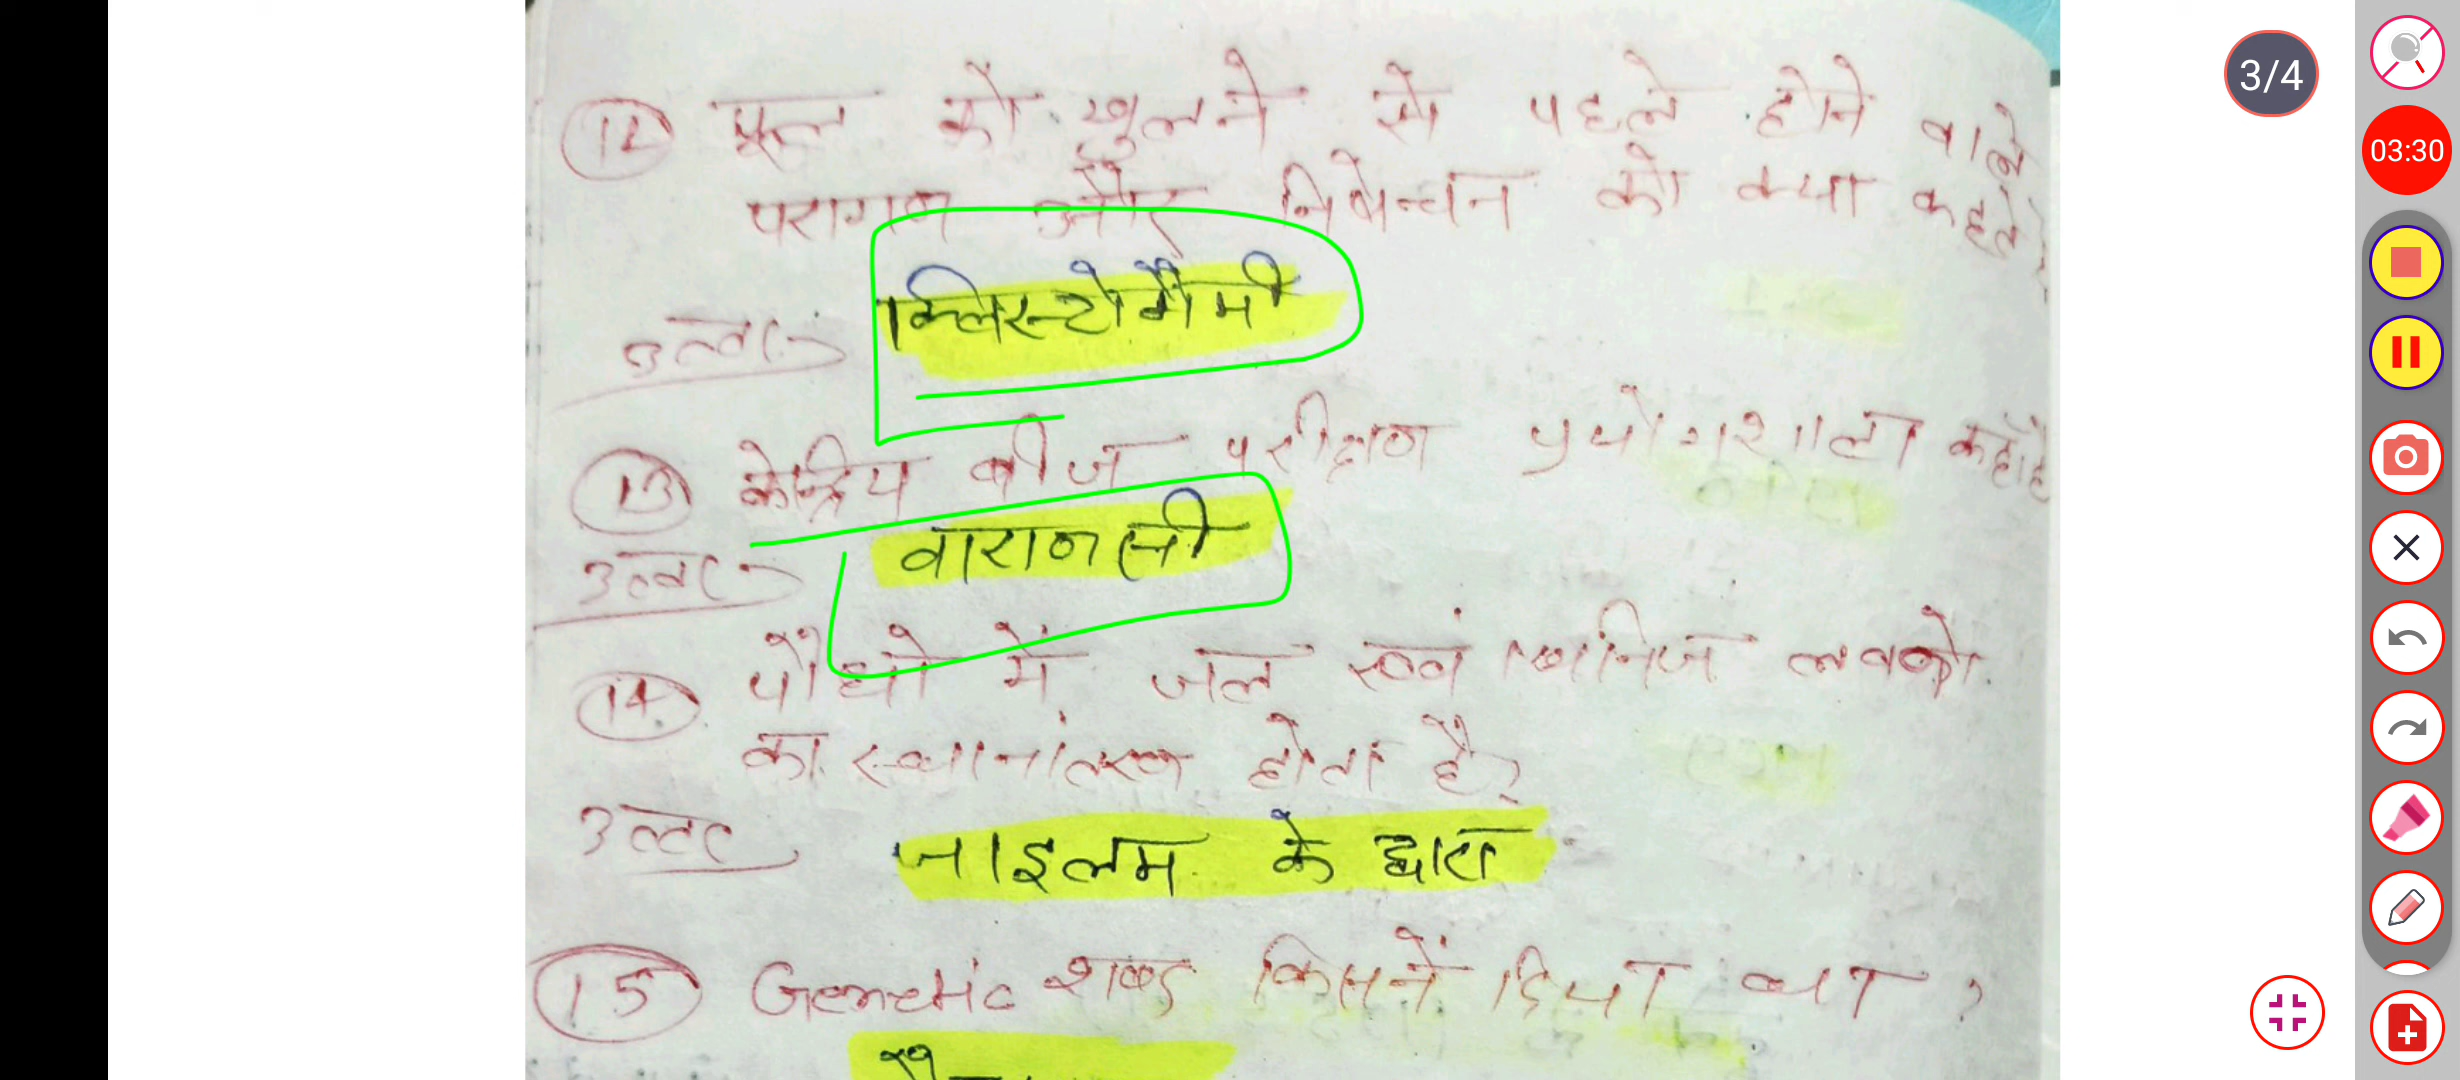 3/4
03:30
12 फूल को खुलने से पहले होने वाले
परागण और निषेन्चन को क्या कहते
उत्तर→ क्लिस्टोगैमी
13 केन्द्रिय बीज परीक्षण प्रयोगशाला कहाँ है
उत्तर→ वाराणसी
14 पौधो में जल एवं खनिज लवको
का स्थानांतरण होता है?
उत्तर जाइलम के द्वारा
15 Genetic शब्द किसनें दिया था ?